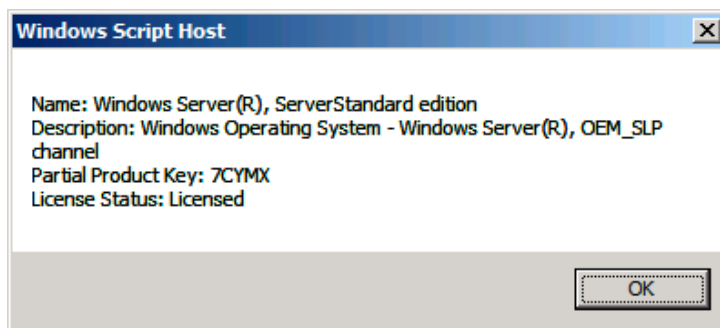 Windows Script Host
Name: Windows Server(R), ServerStandard edition
Description: Windows Operating System - Windows Server(R), OEM_SLP
channel
Partial Product Key: 7CYMX
License Status: Licensed
OK